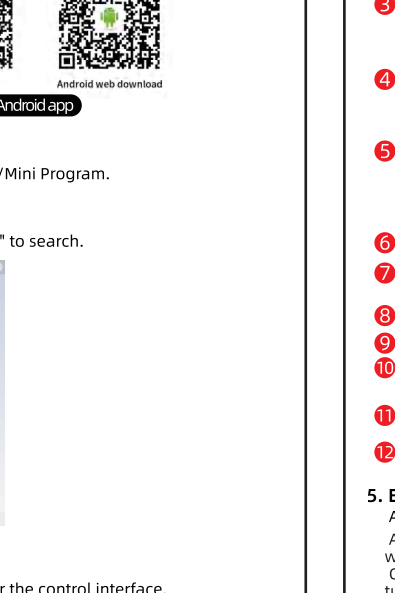 Android web download
Android app
/Mini Program.
" to search.
r the control interface.
3
4
5
6
7
8
9
10
11
12
5.